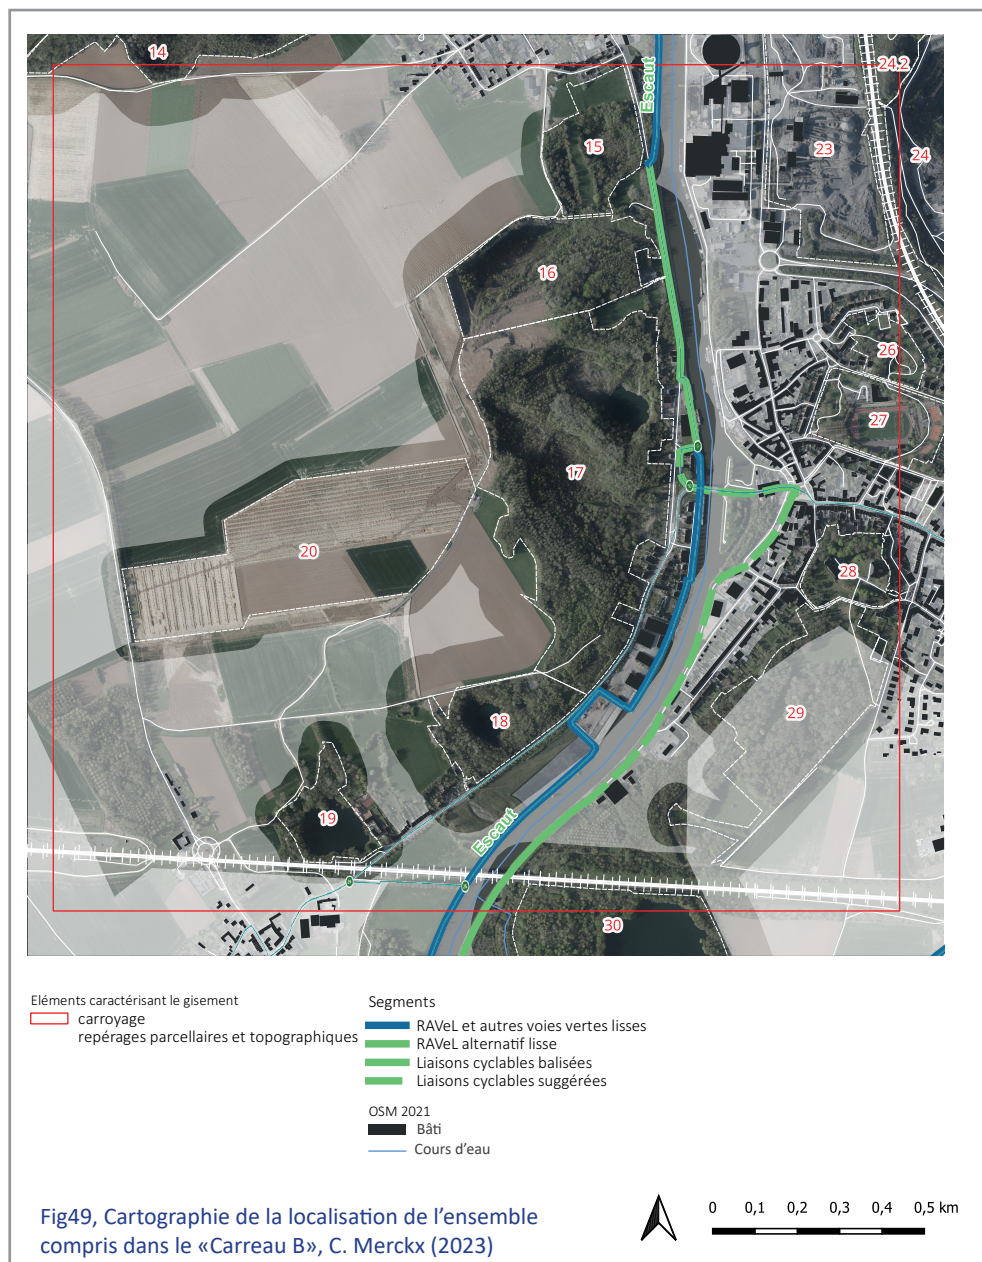 14
24.2
Escaut
15
23
24
16
26
27
17
20
28
18
29
19
Escaut
30
Eléments caractérisant le gisement
carroyage
repérages parcellaires et topographiques
Segments
RAVeL et autres voies vertes lisses
RAVeL alternatif lisse
Liaisons cyclables balisées
Liaisons cyclables suggérées
OSM 2021
Bâti
Cours d'eau
Fig49, Cartographie de la localisation de l'ensemble
compris dans le «Carreau B», C. Merckx (2023)
0 0,1 0,2 0,3 0,4 0,5 km